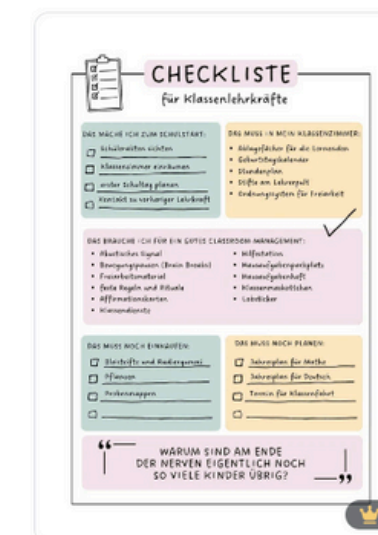 CHECKLISTE
für Klassenlehrkräfte
DAS MACHE ICH ZUM SCHULSTART:
Schülerakten sichten
Klassenzimmer einräumen
erster Schultag planen
Kontakt zu vorheriger Lehrkraft
DAS MUSS IN MEIN KLASSENZIMMER:
• Ablagefächer für die Lernenden
• Geburtstagskalender
• Stundenplan
• Stifte am Lehrerpult
• Ordnungssystem für Freiarbeit
DAS BRAUCHE ICH FÜR EIN GUTES CLASSROOM-MANAGEMENT:
• Akustisches Signal
• Bewegungspausen (Brain Breaks)
• Freiarbeitsmaterial
• feste Regeln und Rituale
• Affirmationskarten
• Klassendienste
• Hilfestation
• Hausaufgabenparkplatz
• Hausaufgabenheft
• Klassenmaskottchen
• Lobsticker
DAS MUSS NOCH EINKAUFEN:
Bleistifte und Radiergummi
Pflanzen
Postmappen
DAS MUSS NOCH PLANEN:
Jahresplan für Mathe
Jahresplan für Deutsch
Termin für Klassenfahrt
“ WARUM SIND AM ENDE
DER NERVEN EIGENTLICH NOCH
SO VIELE KINDER ÜBRIG? ”